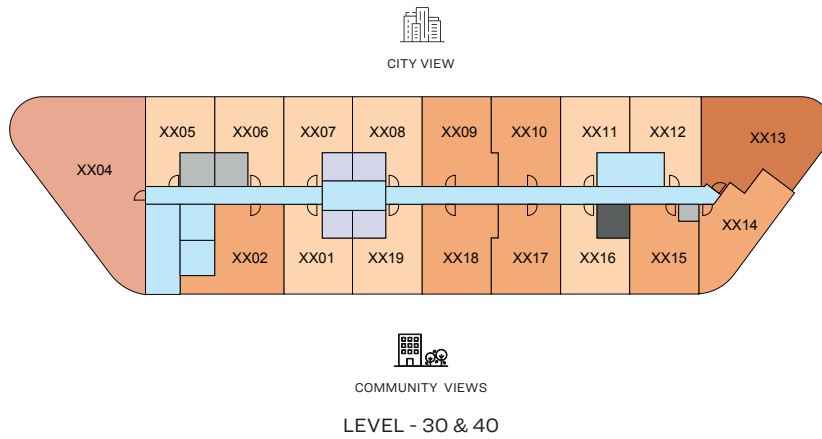 CITY VIEW
XX05 XX06 XX07 XX08 XX09 XX10 XX11 XX12 XX13
XX04
XX14
XX02 XX01 XX19 XX18 XX17 XX16 XX15
COMMUNITY VIEWS
LEVEL - 30 & 40